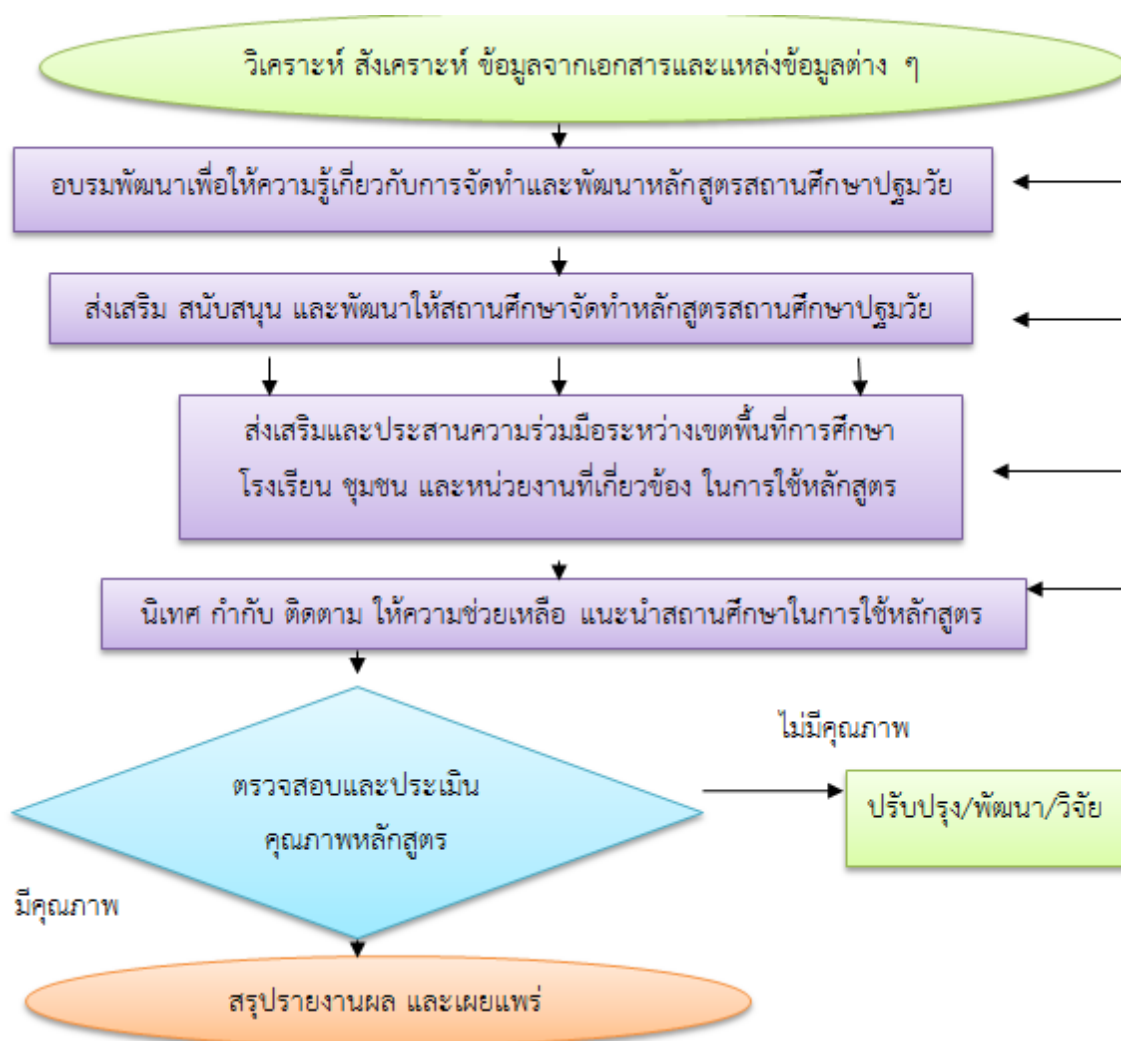 วิเคราะห์ สังเคราะห์ ข้อมูลจากเอกสารและแหล่งข้อมูลต่าง ๆ
อบรมพัฒนาเพื่อให้ความรู้เกี่ยวกับการจัดทำและพัฒนาหลักสูตรสถานศึกษาปฐมวัย
ส่งเสริม สนับสนุน และพัฒนาให้สถานศึกษาจัดทำหลักสูตรสถานศึกษาปฐมวัย
ส่งเสริมและประสานความร่วมมือระหว่างเขตพื้นที่การศึกษา
โรงเรียน ชุมชน และหน่วยงานที่เกี่ยวข้อง ในการใช้หลักสูตร
นิเทศ กำกับ ติดตาม ให้ความช่วยเหลือ แนะนำสถานศึกษาในการใช้หลักสูตร
ไม่มีคุณภาพ
ตรวจสอบและประเมิน
คุณภาพหลักสูตร
ปรับปรุง/พัฒนา/วิจัย
มีคุณภาพ
สรุปรายงานผล และเผยแพร่